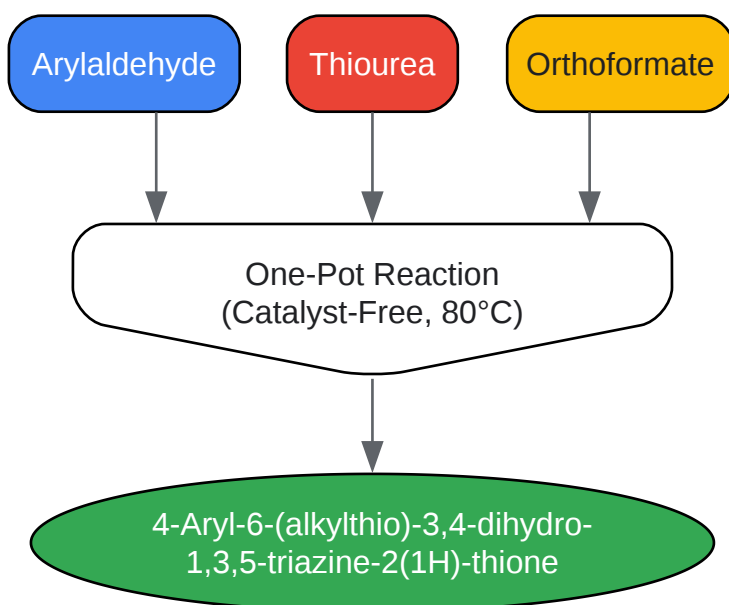 Arylaldehyde
Thiourea
Orthoformate
One-Pot Reaction
(Catalyst-Free, 80°C)
4-Aryl-6-(alkylthio)-3,4-dihydro-
1,3,5-triazine-2(1H)-thione